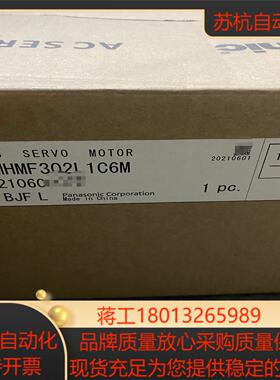 苏杭自动
nic
AC SER
SERVO MOTOR
MHMF302L1C6M
20210601
2106C
BJF L
Panasonic Corporation
Made in China
1 pc.
自动化
蒋工18013265989
品牌质量放心采购质量保
开票
现货充足为您提供稳定的